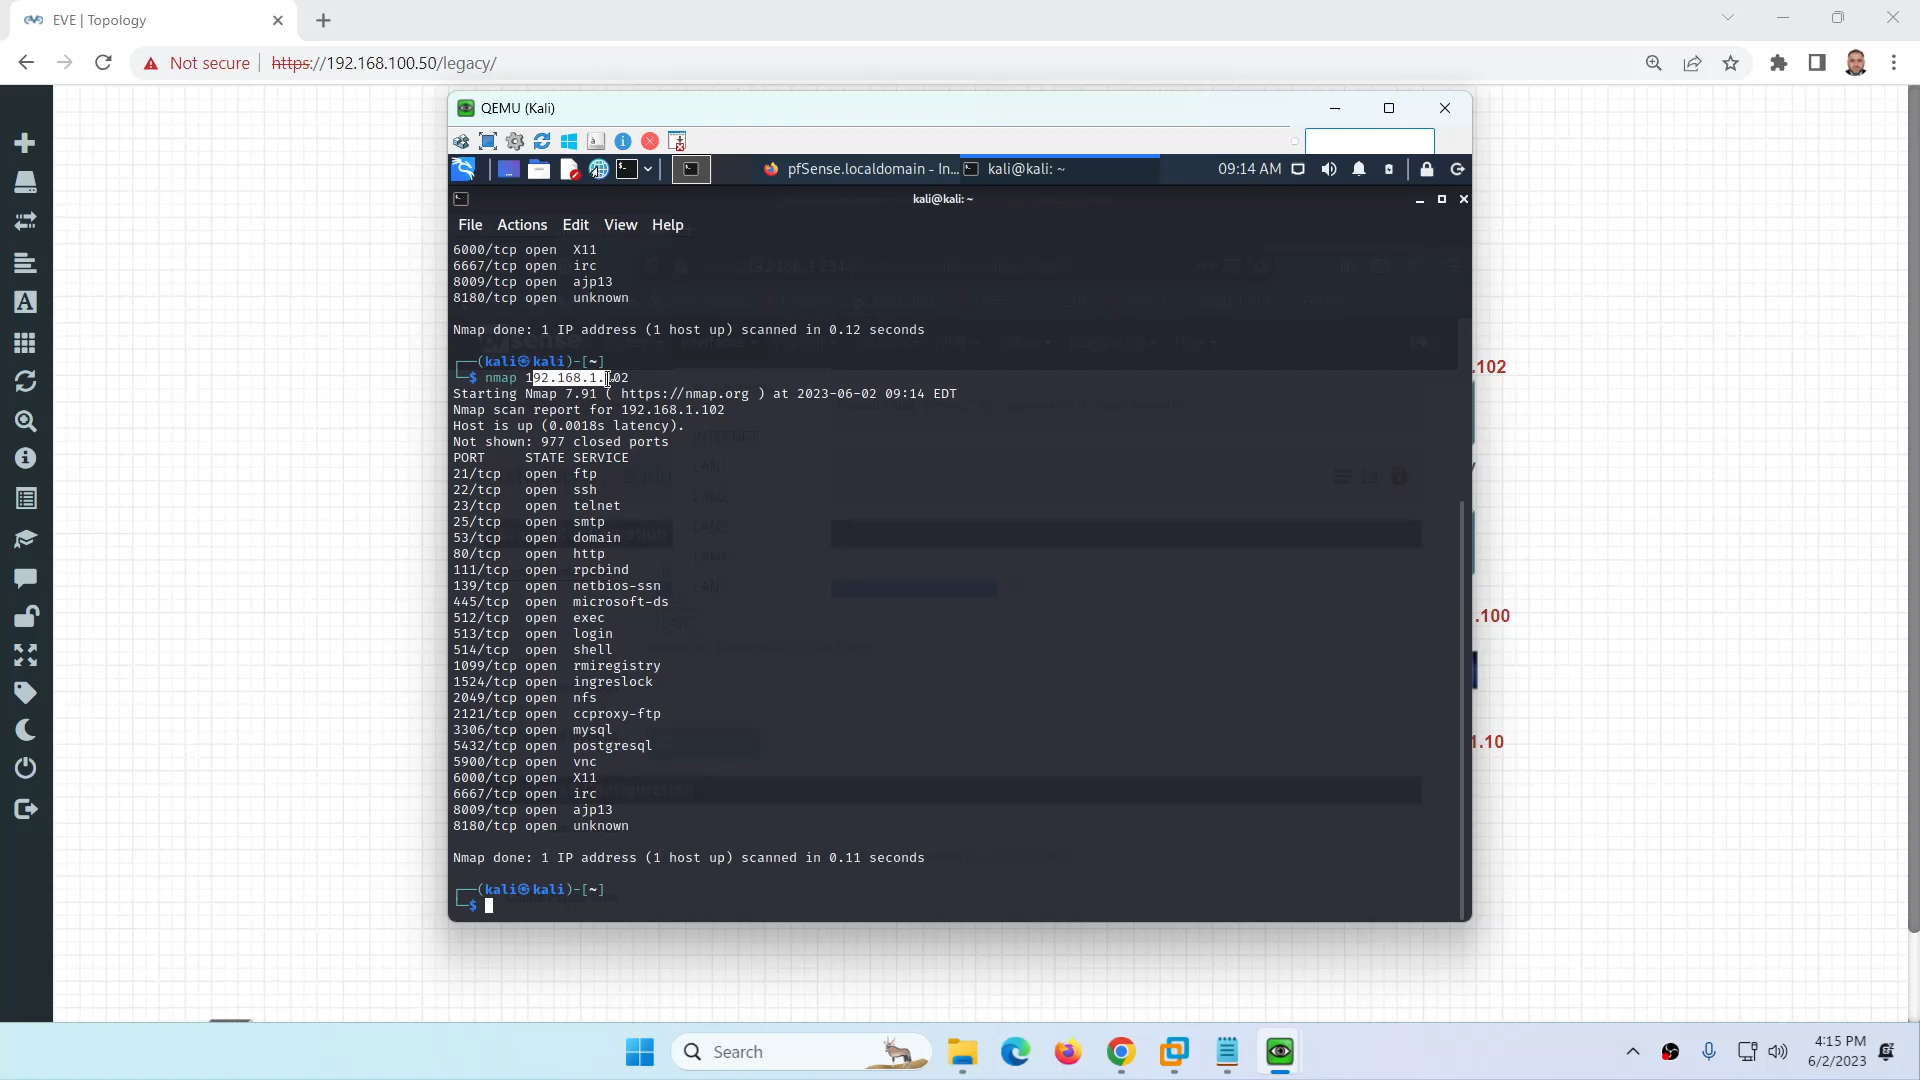 EVE | Topology
Not secure
https://192.168.100.50/legacy/
QEMU (Kali)
pfSense.localdomain - In...
kali@kali: ~
09:14 AM
kali@kali: ~
File Actions Edit View Help
6000/tcp open X11
6667/tcp open irc
8009/tcp open ajp13
8180/tcp open unknown
Nmap done: 1 IP address (1 host up) scanned in 0.12 seconds
(kali㉿kali)-[~]
$ nmap 192.168.1.102
Starting Nmap 7.91 ( https://nmap.org ) at 2023-06-02 09:14 EDT
Nmap scan report for 192.168.1.102
Host is up (0.0018s latency).
Not shown: 977 closed ports
PORT STATE SERVICE
21/tcp open ftp
22/tcp open ssh
23/tcp open telnet
25/tcp open smtp
53/tcp open domain
80/tcp open http
111/tcp open rpcbind
139/tcp open netbios-ssn
445/tcp open microsoft-ds
512/tcp open exec
513/tcp open login
514/tcp open shell
1099/tcp open rmiregistry
1524/tcp open ingreslock
2049/tcp open nfs
2121/tcp open ccproxy-ftp
3306/tcp open mysql
5432/tcp open postgresql
5900/tcp open vnc
6000/tcp open X11
6667/tcp open irc
8009/tcp open ajp13
8180/tcp open unknown
Nmap done: 1 IP address (1 host up) scanned in 0.11 seconds
(kali㉿kali)-[~]
$
.102
.100
1.10
Search
4:15 PM
6/2/2023